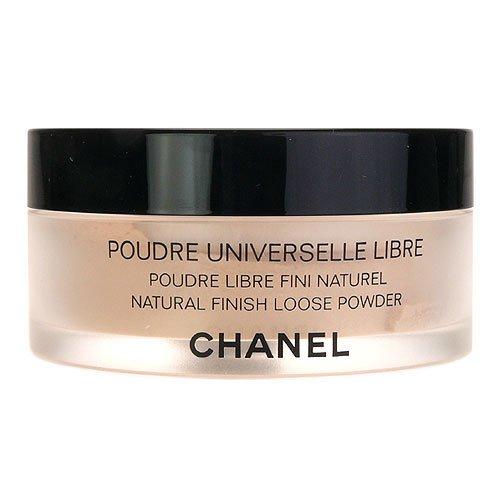 POUDRE UNIVERSELLE LIBRE
POUDRE LIBRE FINI NATUREL
NATURAL FINISH LOOSE POWDER
CHANEL